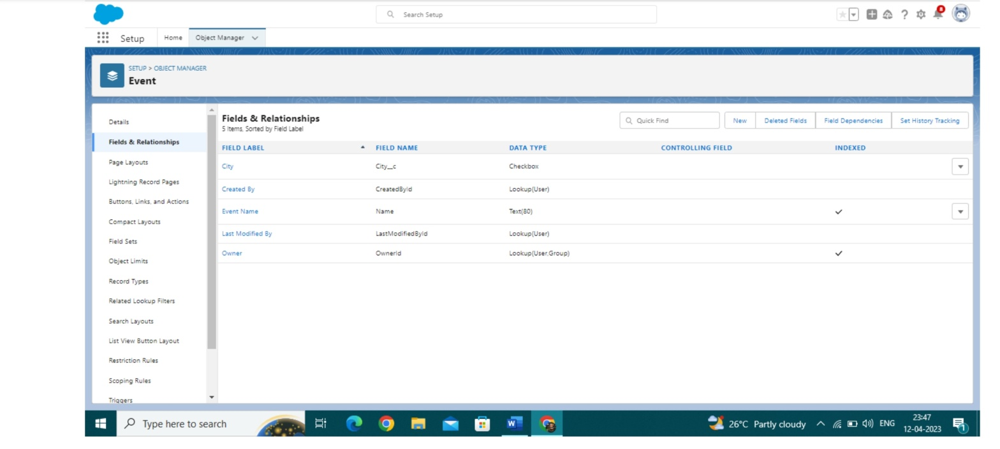 Search Setup
8
Setup
Home
Object Manager
SETUP > OBJECT MANAGER
Event
Details
Fields & Relationships
Page Layouts
Lightning Record Pages
Buttons, Links, and Actions
Compact Layouts
Field Sets
Object Limits
Record Types
Related Lookup Filters
Search Layouts
List View Button Layout
Restriction Rules
Scoping Rules
Triggers
Fields & Relationships
5 Items, Sorted by Field Label
Quick Find
New
Deleted Fields
Field Dependencies
Set History Tracking
FIELD LABEL FIELD NAME DATA TYPE CONTROLLING FIELD INDEXED
City City__c Checkbox
Created By CreatedById Lookup(User)
Event Name Name Text(80)
Last Modified By LastModifiedById Lookup(User)
Owner OwnerId Lookup(User,Group)
Type here to search
W
26°C Partly cloudy
ENG
23:47
12-04-2023
1